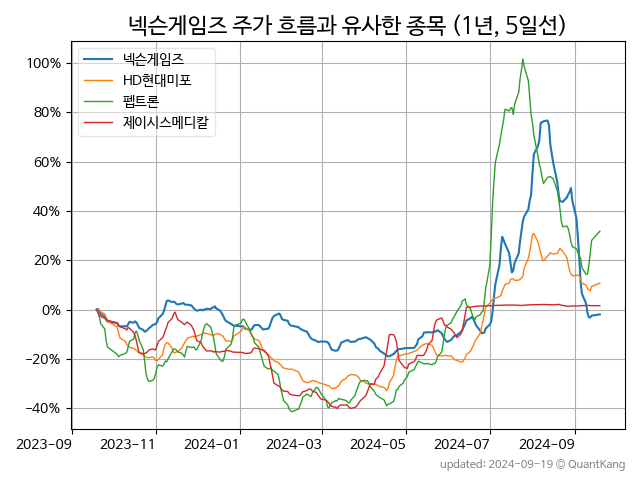 넥슨게임즈 주가 흐름과 유사한 종목 (1년, 5일선)
넥슨게임즈
HD현대미포
펩트론
제이시스메디칼
100%
80%
60%
40%
20%
0%
−20%
−40%
2023-09 2023-11 2024-01 2024-03 2024-05 2024-07 2024-09
updated: 2024-09-19 © QuantKang